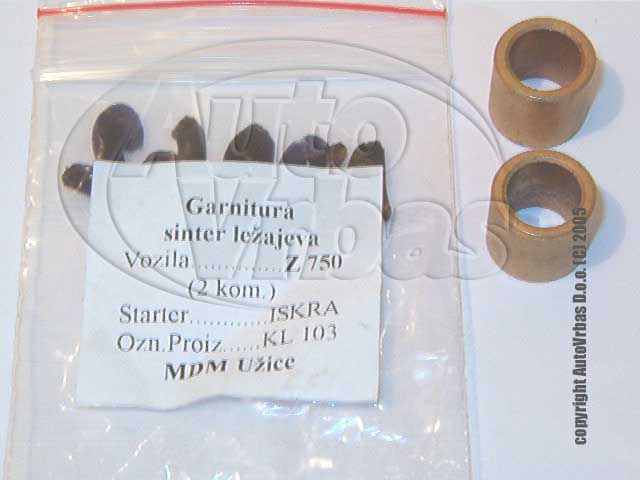 Garnitura
sinter ležajeva
Vozila..............Z 750
(2 kom.)
Starter............ISKRA
Ozn.Proiz......KL 103
MDM Užice
Auto
Vrbas
copyright AutoVrbas D.o.o. (C) 2005